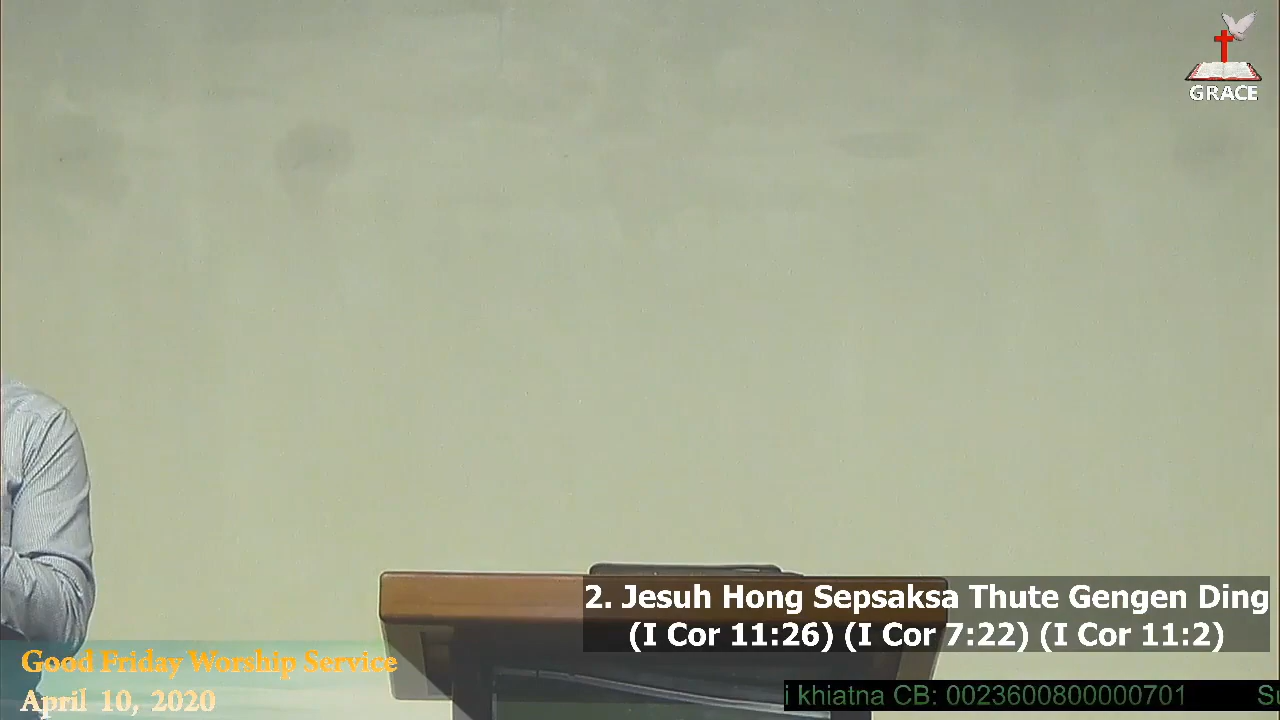 GRACE
2. Jesuh Hong Sepsaksa Thute Gengen Ding
(I Cor 11:26) (I Cor 7:22) (I Cor 11:2)
Good Friday Worship Service
April 10, 2020
khiatna CB: 0023600800000701